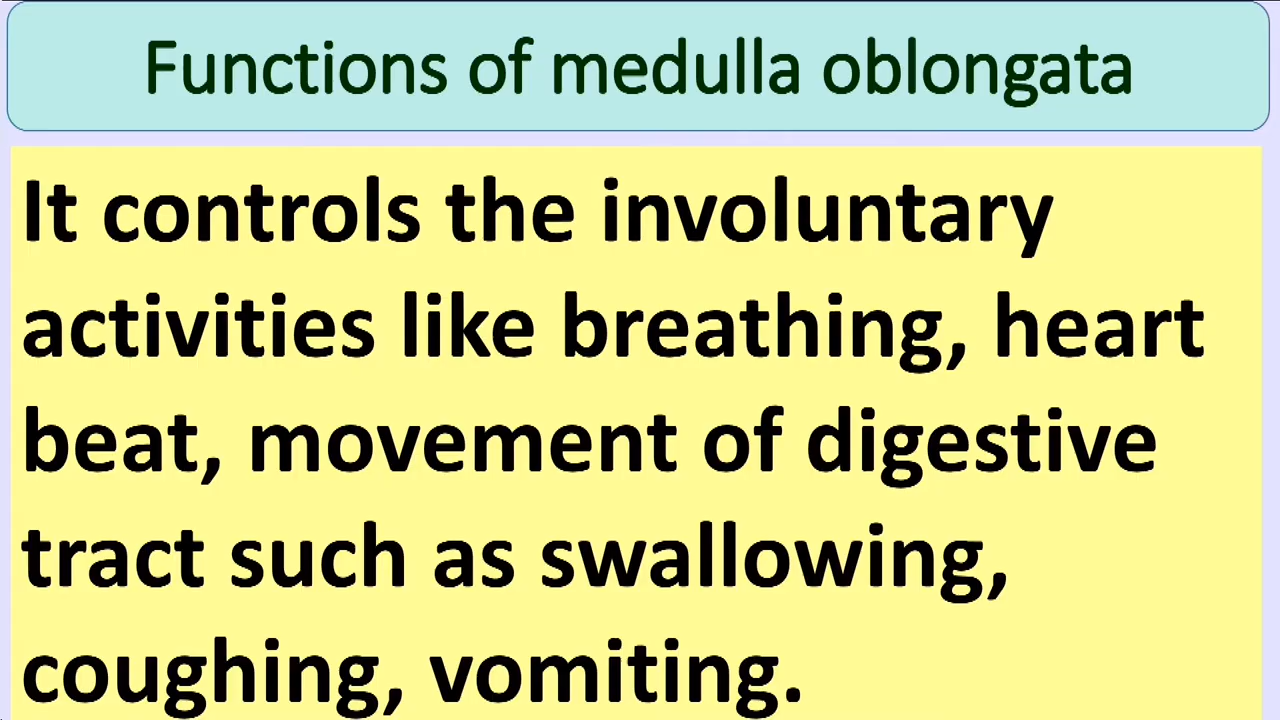 Functions of medulla oblongata
It controls the involuntary
activities like breathing, heart
beat, movement of digestive
tract such as swallowing,
coughing, vomiting.